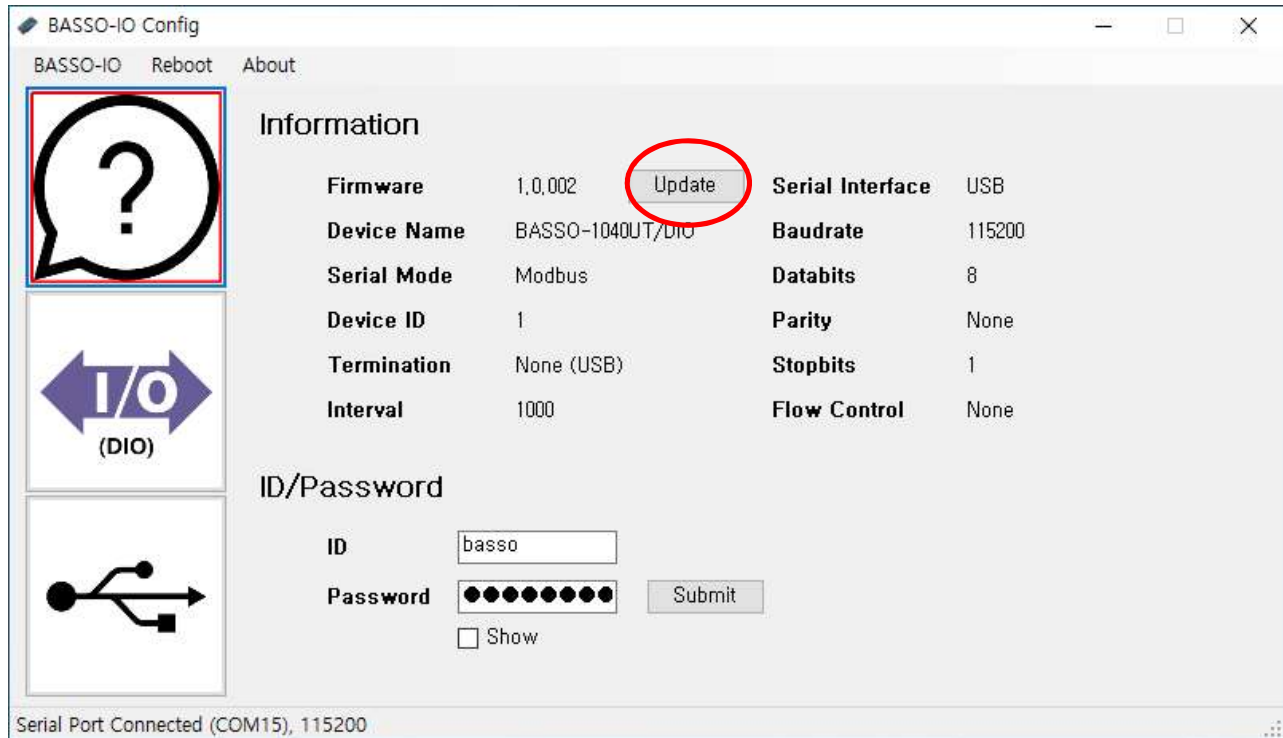 BASSO-IO Config
BASSO-IO Reboot About
Information
Firmware 1,0,002 Update Serial Interface USB
Device Name BASSO-1040UT/DIO Baudrate 115200
Serial Mode Modbus Databits 8
Device ID 1 Parity None
Termination None (USB) Stopbits 1
Interval 1000 Flow Control None
I/O
(DIO)
ID/Password
ID basso
Password ●●●●●●●● Submit
Show
Serial Port Connected (COM15), 115200